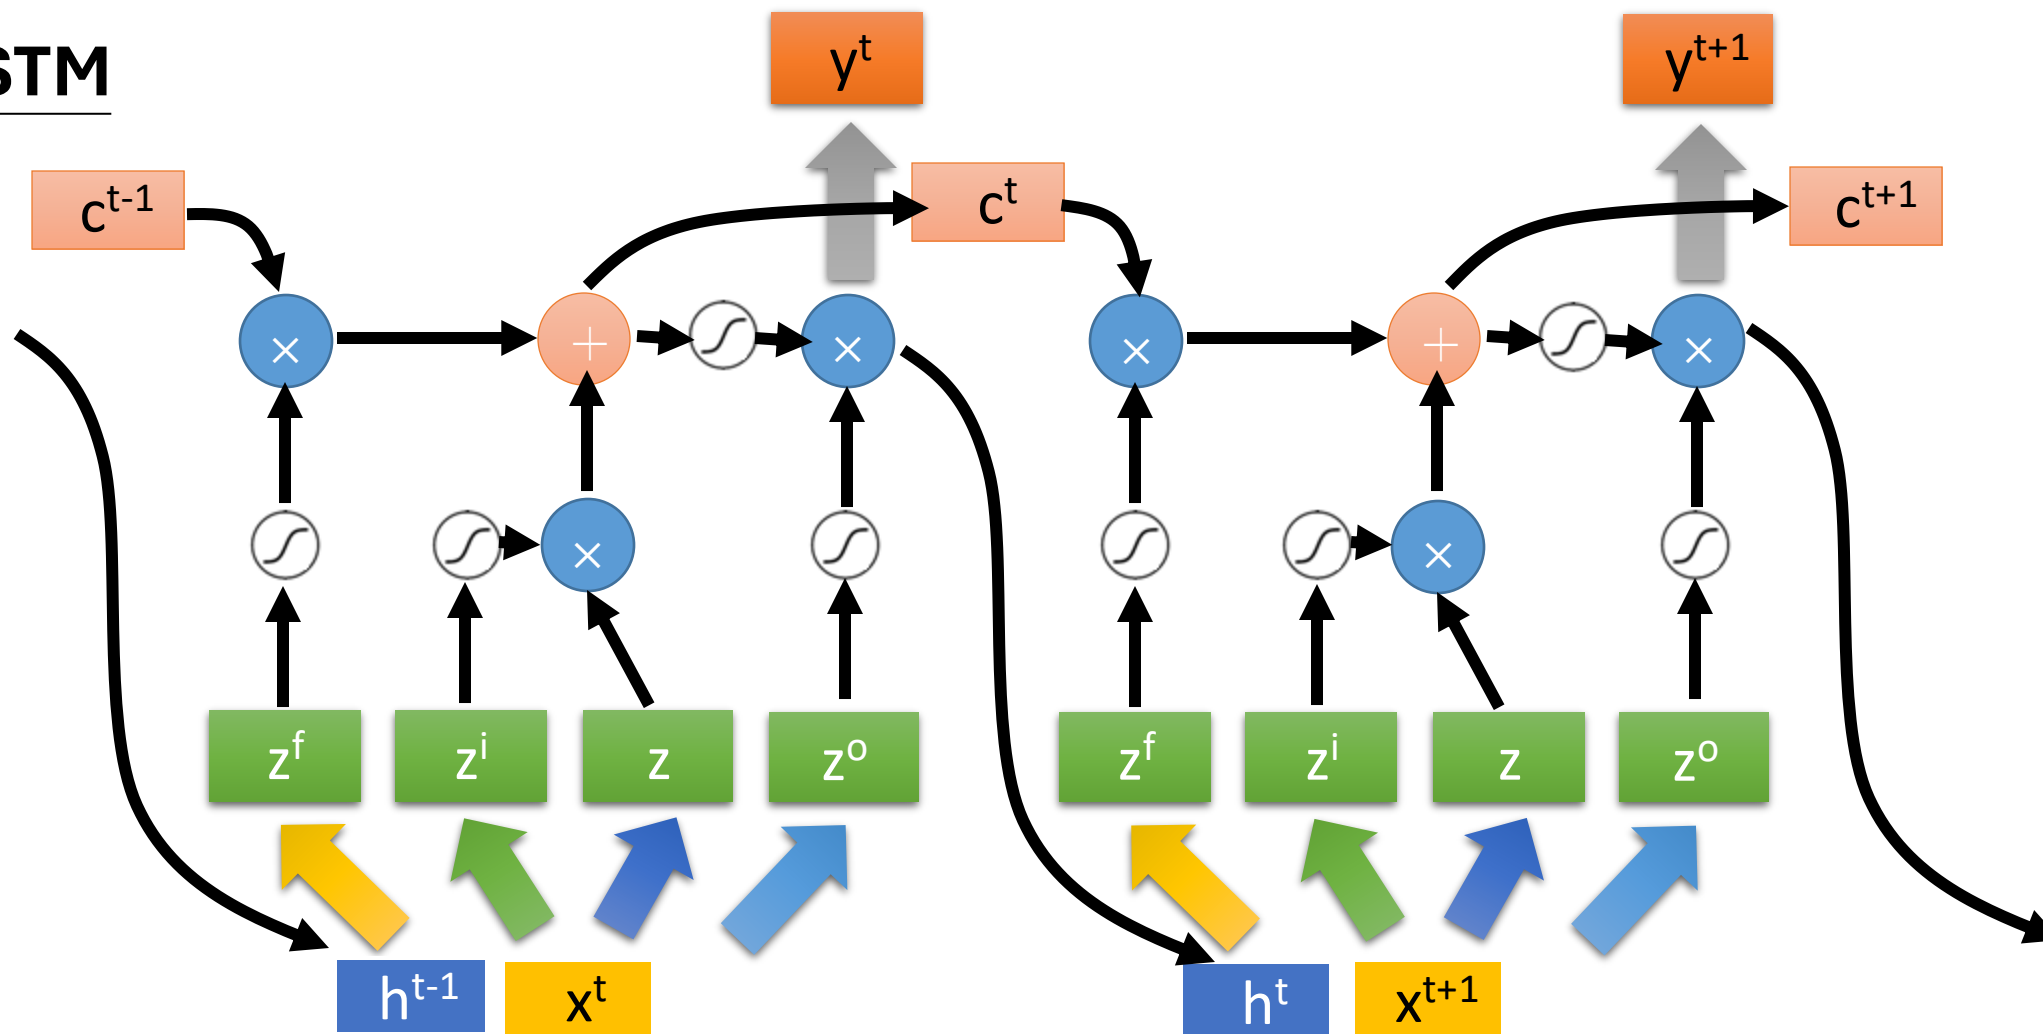 STM
y^t y^t+1
c^t-1 c^t c^t+1
× + × × + ×
× ×
z^f z^i z z^o z^f z^i z z^o
h^t-1 x^t h^t x^t+1